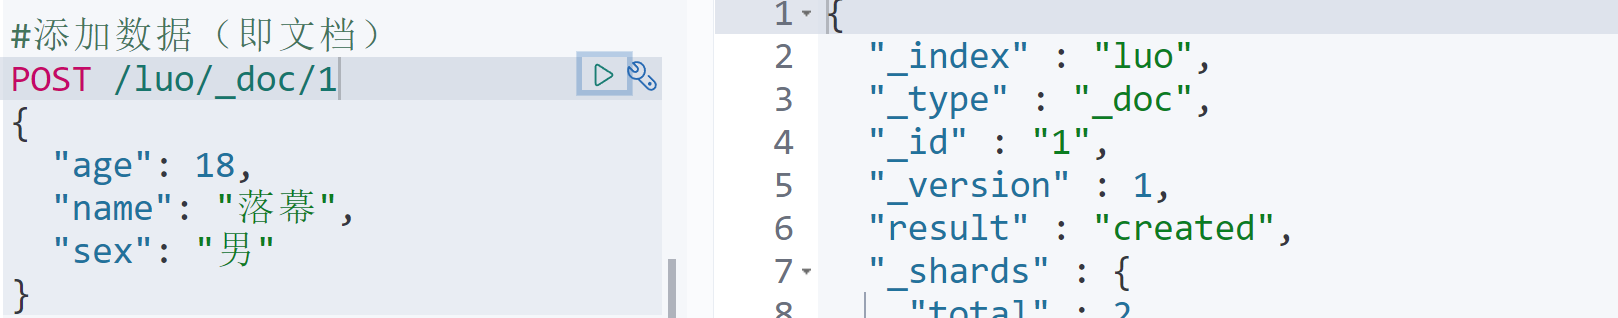 #添加数据（即文档）
POST /luo/_doc/1
{
  "age": 18,
  "name": "落幕",
  "sex": "男"
}
1 {
2   "_index" : "luo",
3   "_type" : "_doc",
4   "_id" : "1",
5   "_version" : 1,
6   "result" : "created",
7   "_shards" : {
8     "total" : 2